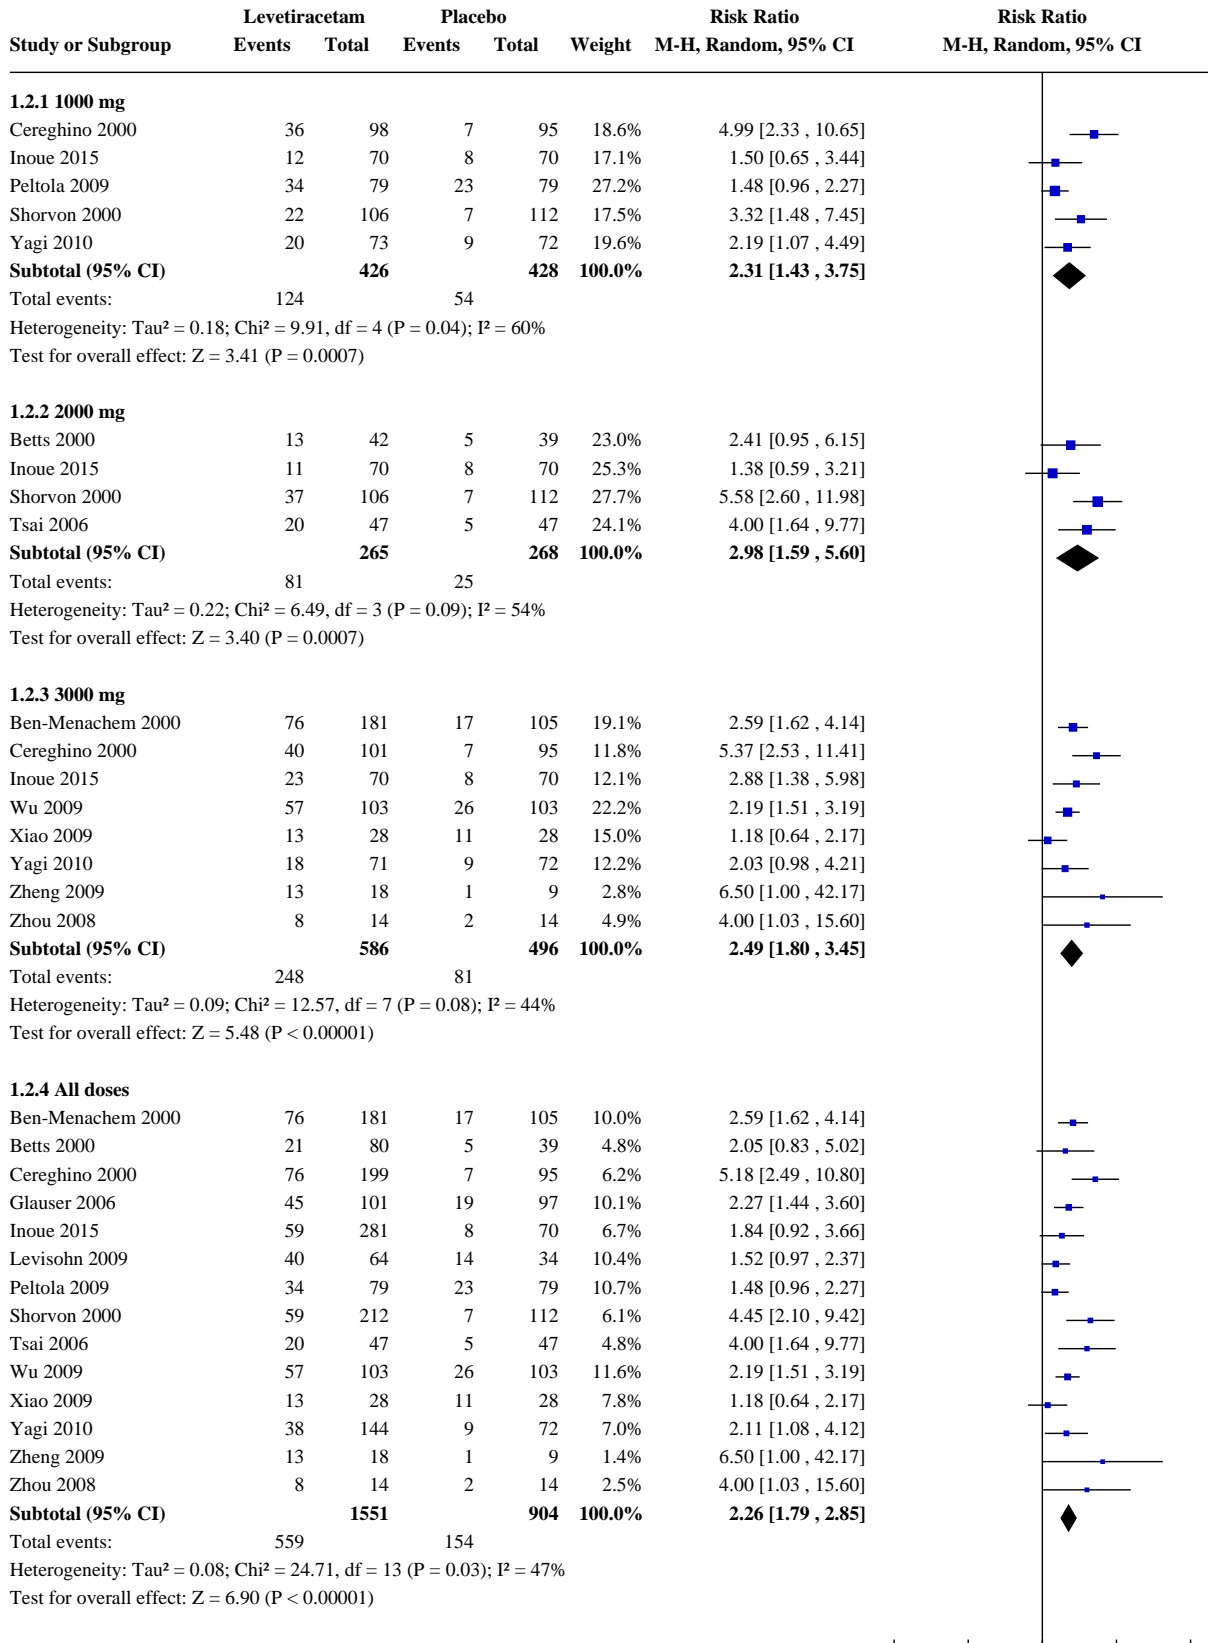 Levetiracetam Placebo Risk Ratio Risk Ratio
Study or Subgroup Events Total Events Total Weight M-H, Random, 95% CI M-H, Random, 95% CI
1.2.1 1000 mg
Cereghino 2000 36 98 7 95 18.6% 4.99 [2.33 , 10.65]
Inoue 2015 12 70 8 70 17.1% 1.50 [0.65 , 3.44]
Peltola 2009 34 79 23 79 27.2% 1.48 [0.96 , 2.27]
Shorvon 2000 22 106 7 112 17.5% 3.32 [1.48 , 7.45]
Yagi 2010 20 73 9 72 19.6% 2.19 [1.07 , 4.49]
Subtotal (95% CI) 426 428 100.0% 2.31 [1.43 , 3.75]
Total events: 124 54
Heterogeneity: Tau² = 0.18; Chi² = 9.91, df = 4 (P = 0.04); I² = 60%
Test for overall effect: Z = 3.41 (P = 0.0007)
1.2.2 2000 mg
Betts 2000 13 42 5 39 23.0% 2.41 [0.95 , 6.15]
Inoue 2015 11 70 8 70 25.3% 1.38 [0.59 , 3.21]
Shorvon 2000 37 106 7 112 27.7% 5.58 [2.60 , 11.98]
Tsai 2006 20 47 5 47 24.1% 4.00 [1.64 , 9.77]
Subtotal (95% CI) 265 268 100.0% 2.98 [1.59 , 5.60]
Total events: 81 25
Heterogeneity: Tau² = 0.22; Chi² = 6.49, df = 3 (P = 0.09); I² = 54%
Test for overall effect: Z = 3.40 (P = 0.0007)
1.2.3 3000 mg
Ben-Menachem 2000 76 181 17 105 19.1% 2.59 [1.62 , 4.14]
Cereghino 2000 40 101 7 95 11.8% 5.37 [2.53 , 11.41]
Inoue 2015 23 70 8 70 12.1% 2.88 [1.38 , 5.98]
Wu 2009 57 103 26 103 22.2% 2.19 [1.51 , 3.19]
Xiao 2009 13 28 11 28 15.0% 1.18 [0.64 , 2.17]
Yagi 2010 18 71 9 72 12.2% 2.03 [0.98 , 4.21]
Zheng 2009 13 18 1 9 2.8% 6.50 [1.00 , 42.17]
Zhou 2008 8 14 2 14 4.9% 4.00 [1.03 , 15.60]
Subtotal (95% CI) 586 496 100.0% 2.49 [1.80 , 3.45]
Total events: 248 81
Heterogeneity: Tau² = 0.09; Chi² = 12.57, df = 7 (P = 0.08); I² = 44%
Test for overall effect: Z = 5.48 (P < 0.00001)
1.2.4 All doses
Ben-Menachem 2000 76 181 17 105 10.0% 2.59 [1.62 , 4.14]
Betts 2000 21 80 5 39 4.8% 2.05 [0.83 , 5.02]
Cereghino 2000 76 199 7 95 6.2% 5.18 [2.49 , 10.80]
Glauser 2006 45 101 19 97 10.1% 2.27 [1.44 , 3.60]
Inoue 2015 59 281 8 70 6.7% 1.84 [0.92 , 3.66]
Levisohn 2009 40 64 14 34 10.4% 1.52 [0.97 , 2.37]
Peltola 2009 34 79 23 79 10.7% 1.48 [0.96 , 2.27]
Shorvon 2000 59 212 7 112 6.1% 4.45 [2.10 , 9.42]
Tsai 2006 20 47 5 47 4.8% 4.00 [1.64 , 9.77]
Wu 2009 57 103 26 103 11.6% 2.19 [1.51 , 3.19]
Xiao 2009 13 28 11 28 7.8% 1.18 [0.64 , 2.17]
Yagi 2010 38 144 9 72 7.0% 2.11 [1.08 , 4.12]
Zheng 2009 13 18 1 9 1.4% 6.50 [1.00 , 42.17]
Zhou 2008 8 14 2 14 2.5% 4.00 [1.03 , 15.60]
Subtotal (95% CI) 1551 904 100.0% 2.26 [1.79 , 2.85]
Total events: 559 154
Heterogeneity: Tau² = 0.08; Chi² = 24.71, df = 13 (P = 0.03); I² = 47%
Test for overall effect: Z = 6.90 (P < 0.00001)